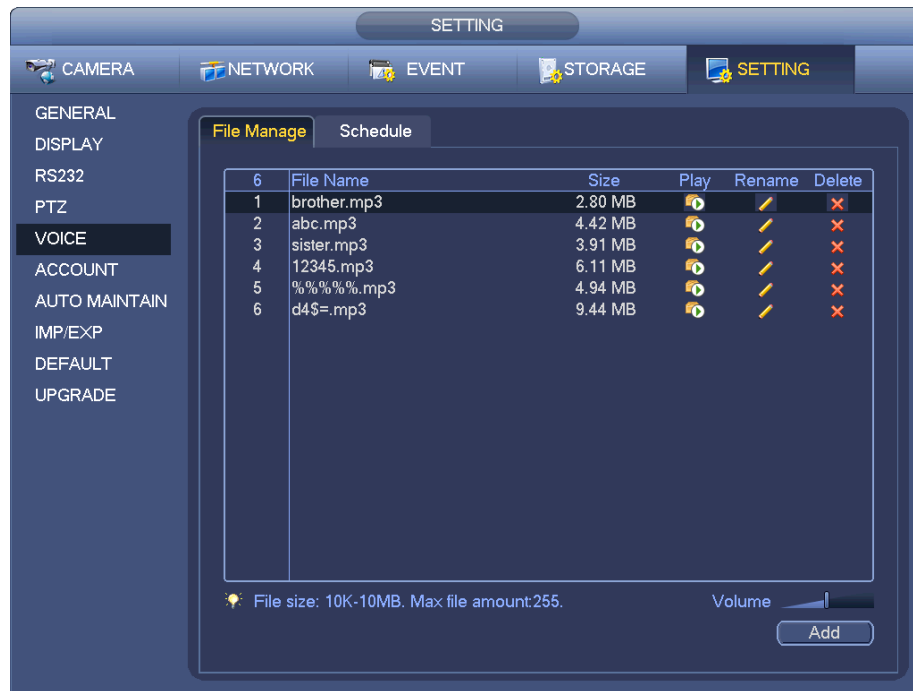 SETTING
CAMERA NETWORK EVENT STORAGE SETTING
GENERAL
DISPLAY
RS232
PTZ
VOICE
ACCOUNT
AUTO MAINTAIN
IMP/EXP
DEFAULT
UPGRADE
File Manage Schedule
6 File Name Size Play Rename Delete
1 brother.mp3 2.80 MB
2 abc.mp3 4.42 MB
3 sister.mp3 3.91 MB
4 12345.mp3 6.11 MB
5 %%%%%.mp3 4.94 MB
6 d4$=.mp3 9.44 MB
File size: 10K-10MB. Max file amount:255. Volume
Add